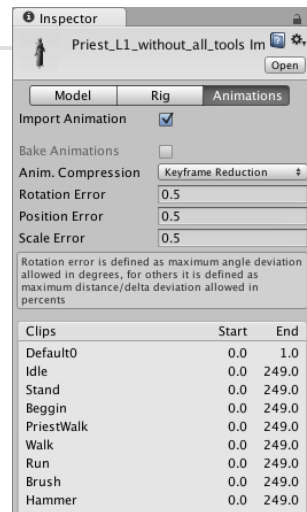 Inspector
Priest_L1_without_all_tools Im
Open
Model Rig Animations
Import Animation
Bake Animations
Anim. Compression Keyframe Reduction
Rotation Error 0.5
Position Error 0.5
Scale Error 0.5
Rotation error is defined as maximum angle deviation
allowed in degrees, for others it is defined as
maximum distance/delta deviation allowed in
percents
Clips Start End
Default0 0.0 1.0
Idle 0.0 249.0
Stand 0.0 249.0
Beggin 0.0 249.0
PriestWalk 0.0 249.0
Walk 0.0 249.0
Run 0.0 249.0
Brush 0.0 249.0
Hammer 0.0 249.0